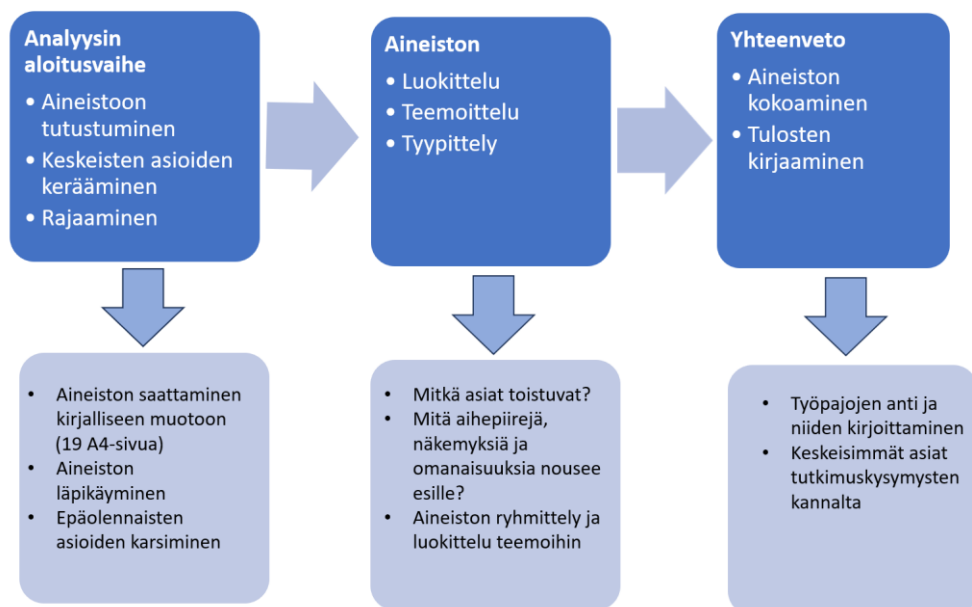 Analyysin
aloitusvaihe
• Aineistoon
tutustuminen
• Keskeisten asioiden
kerääminen
• Rajaaminen
Aineiston
• Luokittelu
• Teemoittelu
• Tyypittely
Yhteenveto
• Aineiston
kokoaminen
• Tulosten
kirjaaminen
• Aineiston saattaminen
kirjalliseen muotoon
(19 A4-sivua)
• Aineiston
läpikäyminen
• Epäolennaisten
asioiden karsiminen
• Mitkä asiat toistuvat?
• Mitä aihepiirejä,
näkemyksiä ja
omanaisuuksia nousee
esille?
• Aineiston ryhmittely ja
luokittelu teemoihin
• Työpajojen anti ja
niiden kirjoittaminen
• Keskeisimmät asiat
tutkimuskysymysten
kannalta